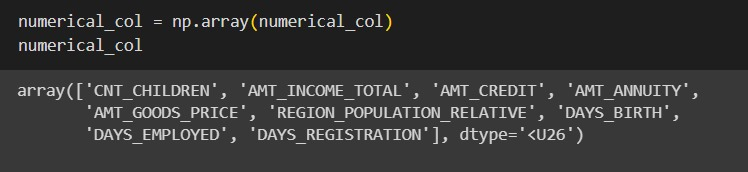 numerical_col = np.array(numerical_col)
numerical_col
array(['CNT_CHILDREN', 'AMT_INCOME_TOTAL', 'AMT_CREDIT', 'AMT_ANNUITY',
'AMT_GOODS_PRICE', 'REGION_POPULATION_RELATIVE', 'DAYS_BIRTH',
'DAYS_EMPLOYED', 'DAYS_REGISTRATION'], dtype='<U26')